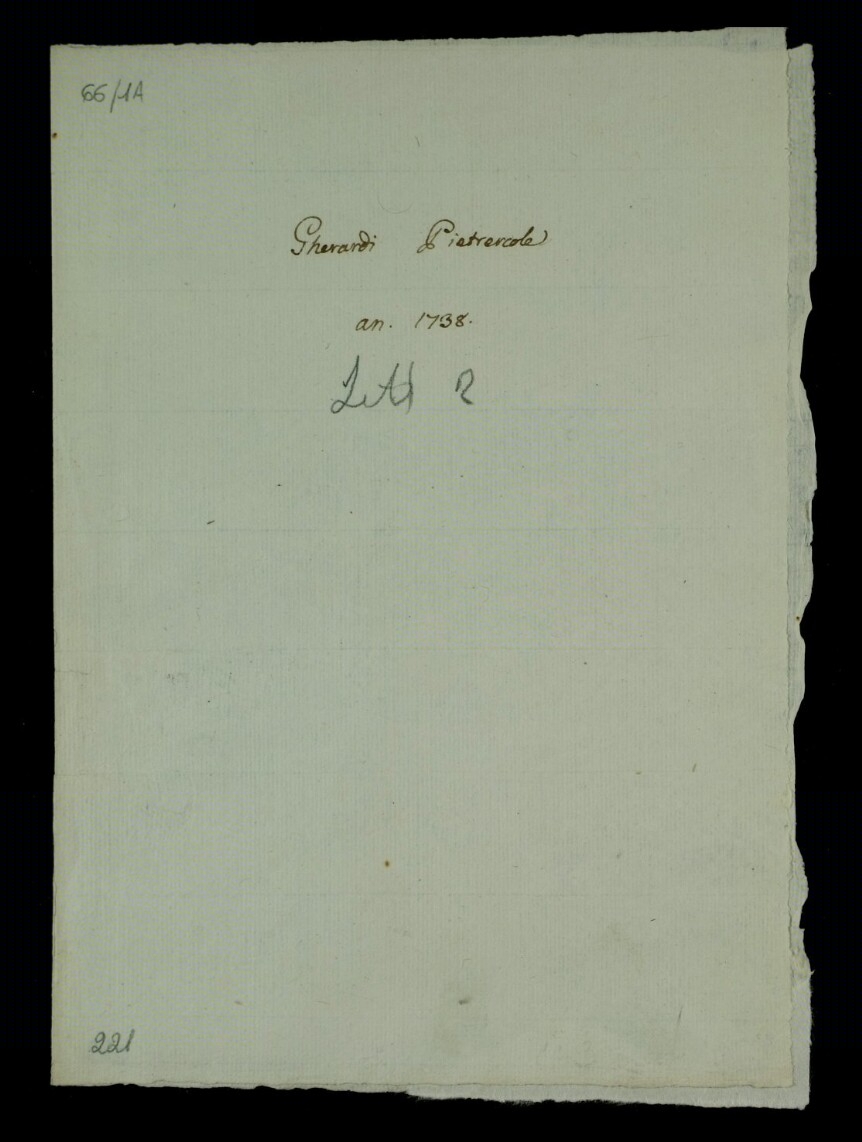 66/1A
Gherardi Pietrercole
an. 1738.
Lett 2
221